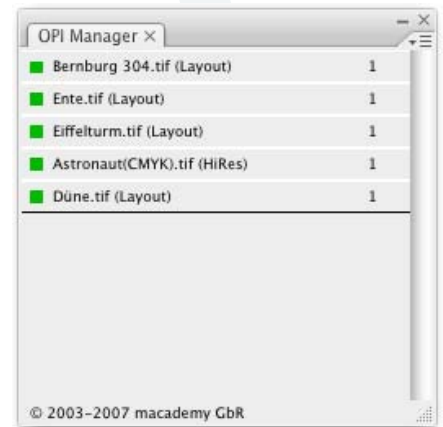 OPI Manager
Bernburg 304.tif (Layout) 1
Ente.tif (Layout) 1
Eiffelturm.tif (Layout) 1
Astronaut(CMYK).tif (HiRes) 1
Düne.tif (Layout) 1
© 2003–2007 macademy GbR